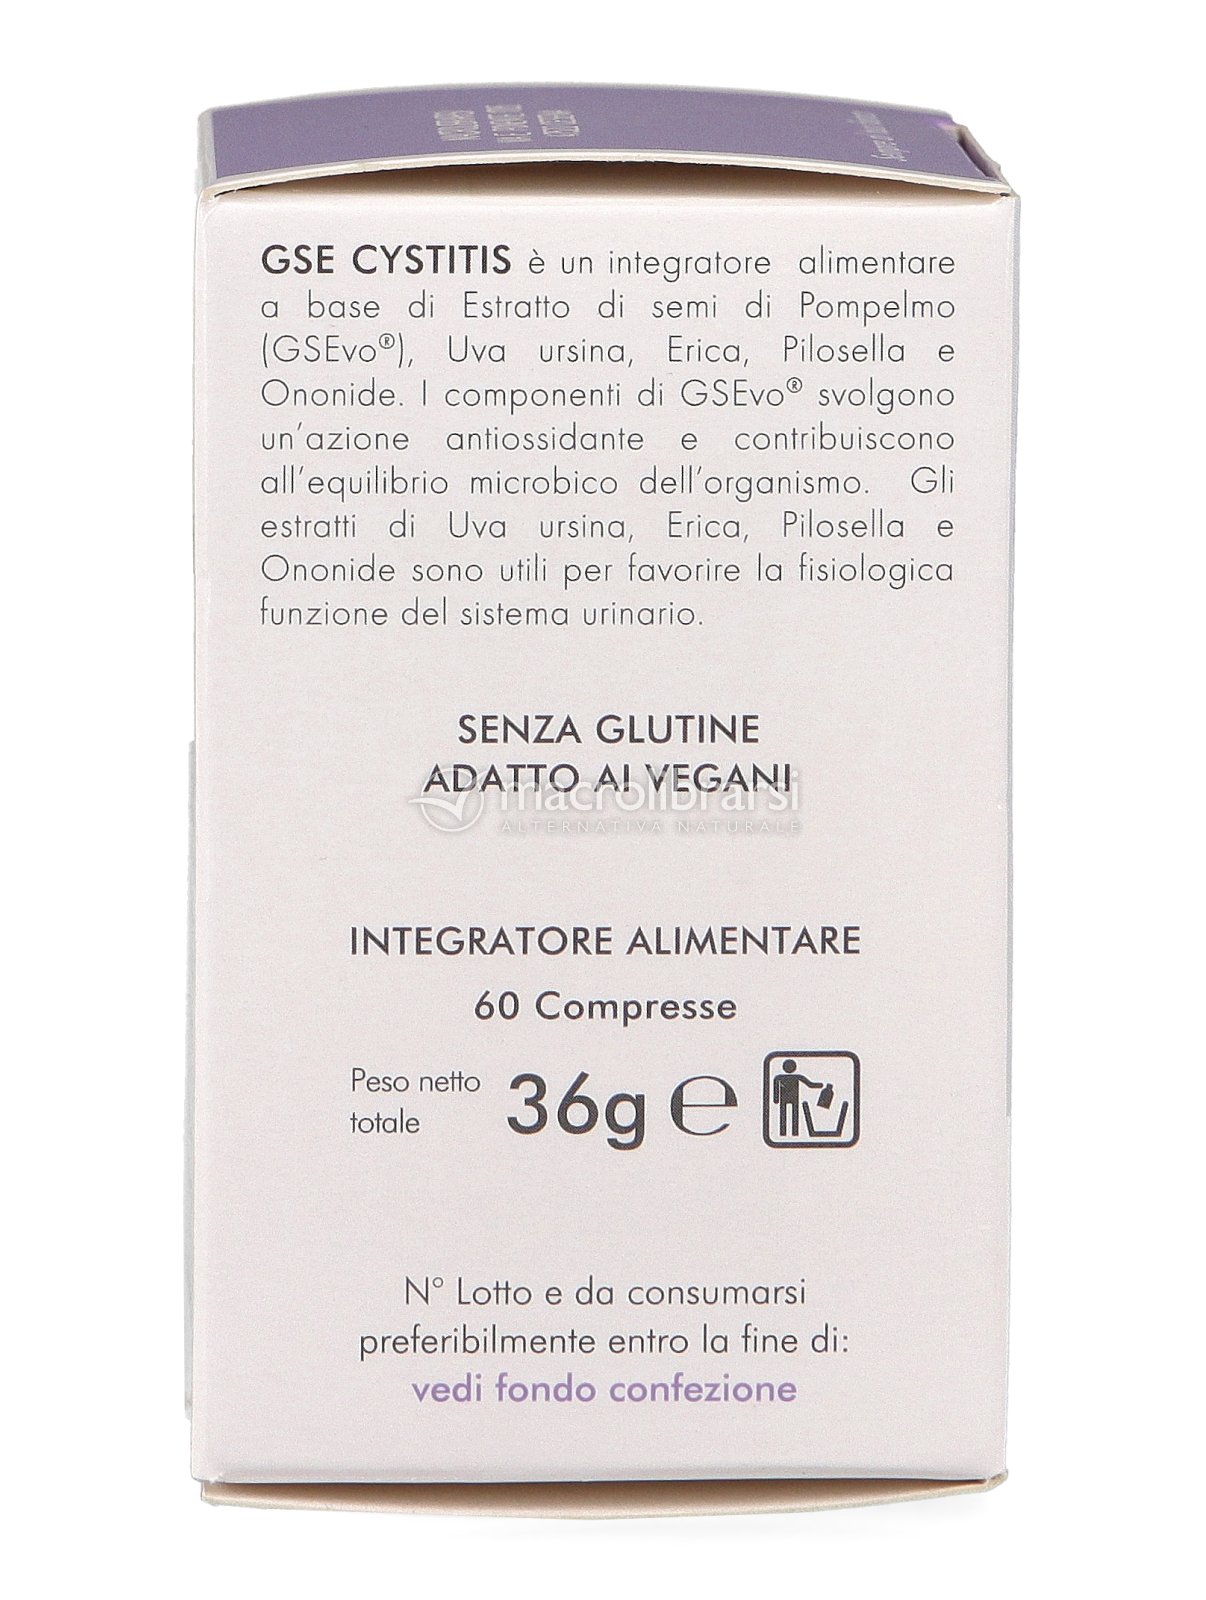 GSE CYSTITIS è un integratore alimentare
a base di Estratto di semi di Pompelmo
(GSEvo®), Uva ursina, Erica, Pilosella e
Ononide. I componenti di GSEvo® svolgono
un'azione antiossidante e contribuiscono
all'equilibrio microbico dell'organismo. Gli
estratti di Uva ursina, Erica, Pilosella e
Ononide sono utili per favorire la fisiologica
funzione del sistema urinario.
SENZA GLUTINE
ADATTO AI VEGANI
macrolibrarsi
ALTERNATIVA NATURALE
INTEGRATORE ALIMENTARE
60 Compresse
Peso netto
totale
36g ℮
N° Lotto e da consumarsi
preferibilmente entro la fine di:
vedi fondo confezione